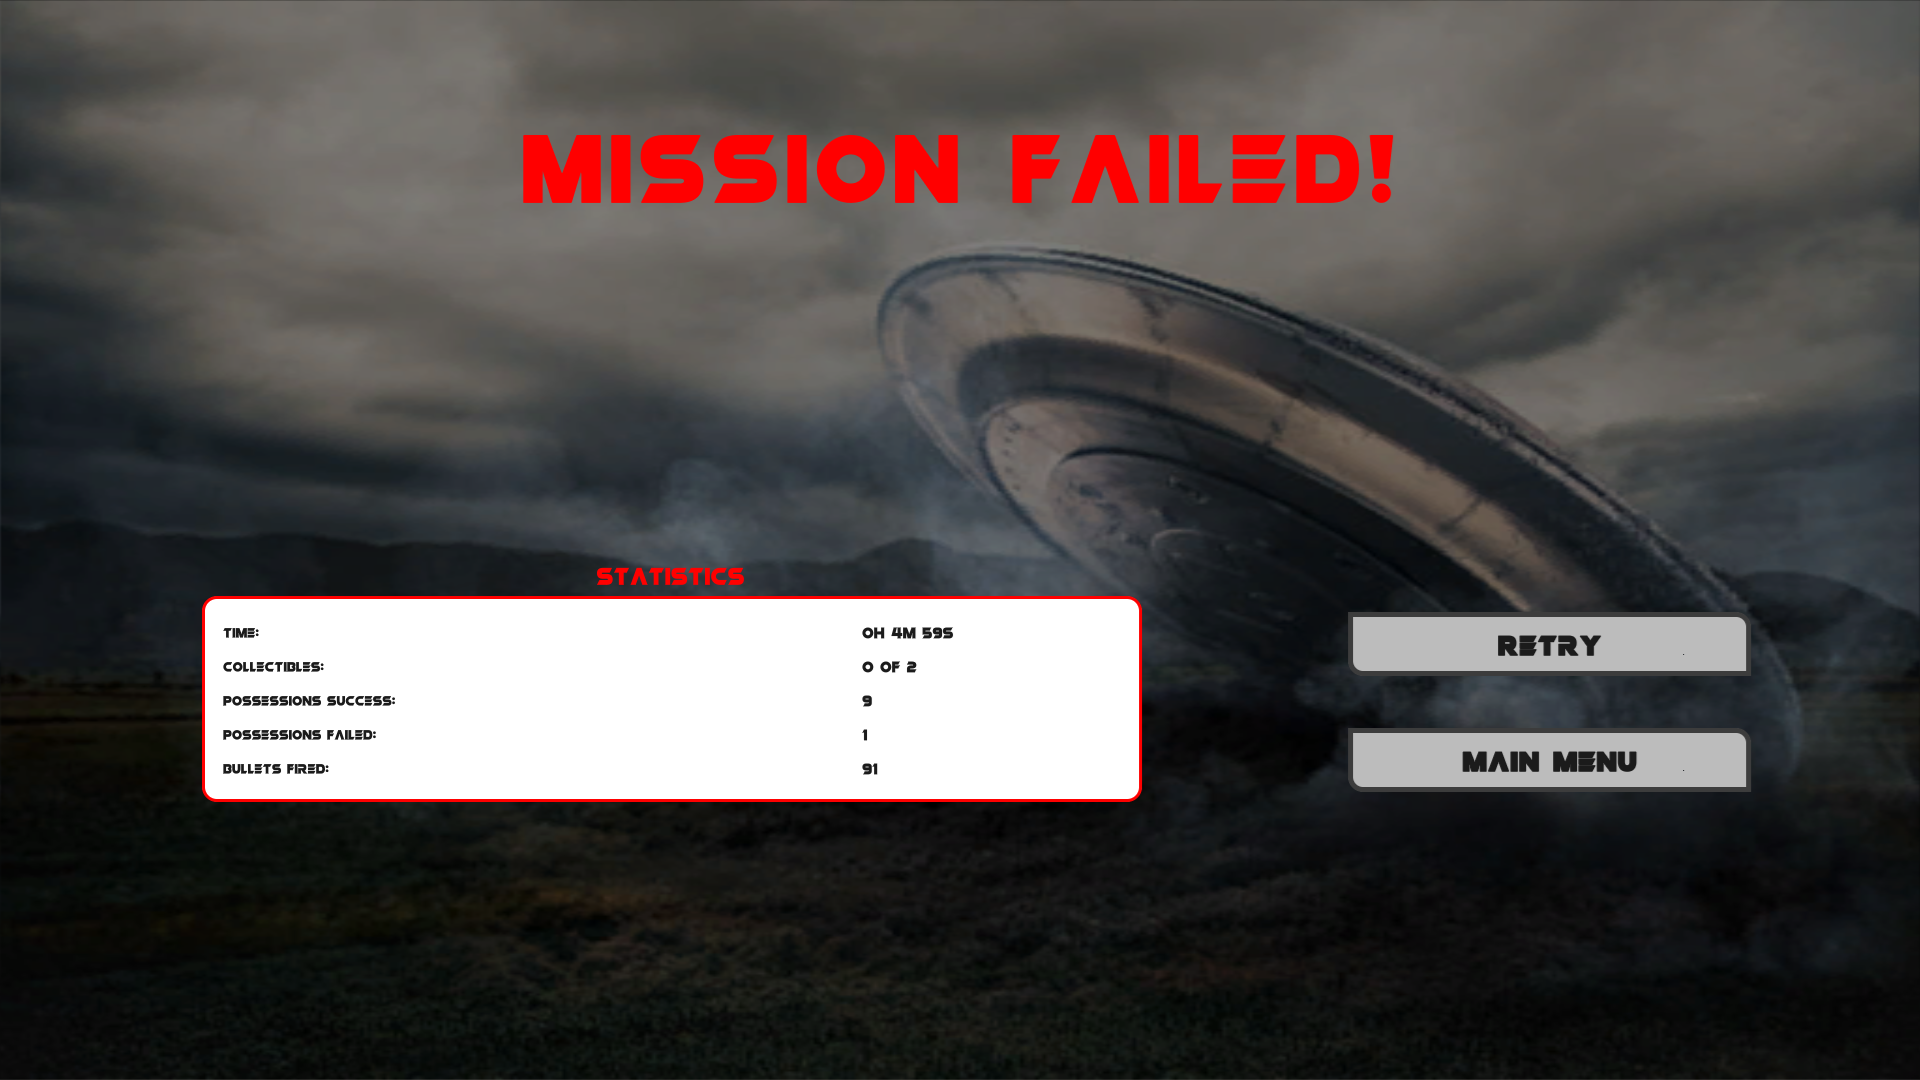 MISSION FAILED!
STATISTICS
TIME: 0H 4M 59S
COLLECTIBLES: 0 OF 2
POSSESSIONS SUCCESS: 9
POSSESSIONS FAILED: 1
BULLETS FIRED: 91
RETRY
MAIN MENU